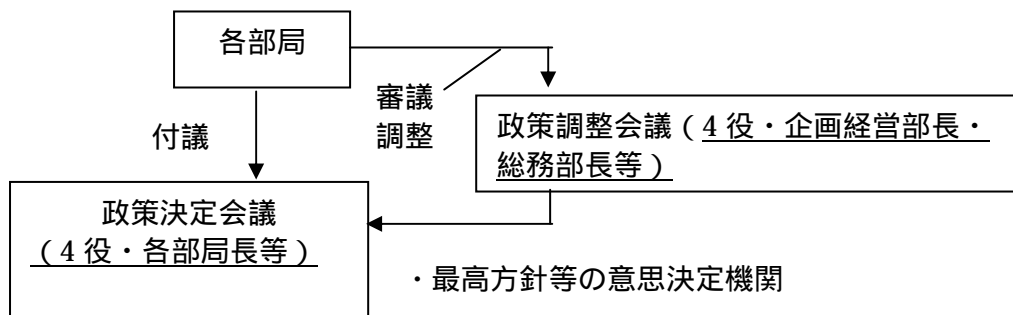 各部局
審議
調整
付議
政策調整会議（４役・企画経営部長・
総務部長等）
政策決定会議
（４役・各部局長等）
・最高方針等の意思決定機関